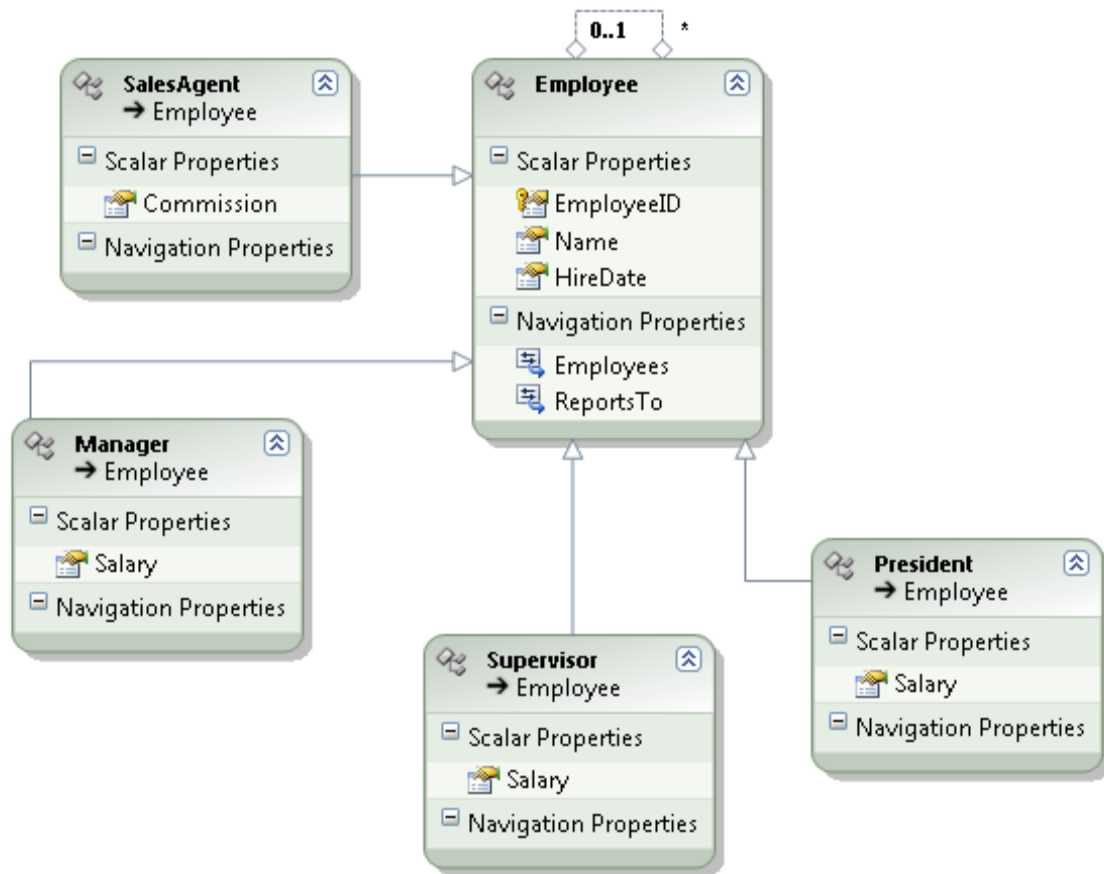 0..1 *
SalesAgent
Employee
Scalar Properties
Commission
Navigation Properties
Employee
Scalar Properties
EmployeeID
Name
HireDate
Navigation Properties
Employees
ReportsTo
Manager
Employee
Scalar Properties
Salary
Navigation Properties
Supervisor
Employee
Scalar Properties
Salary
Navigation Properties
President
Employee
Scalar Properties
Salary
Navigation Properties